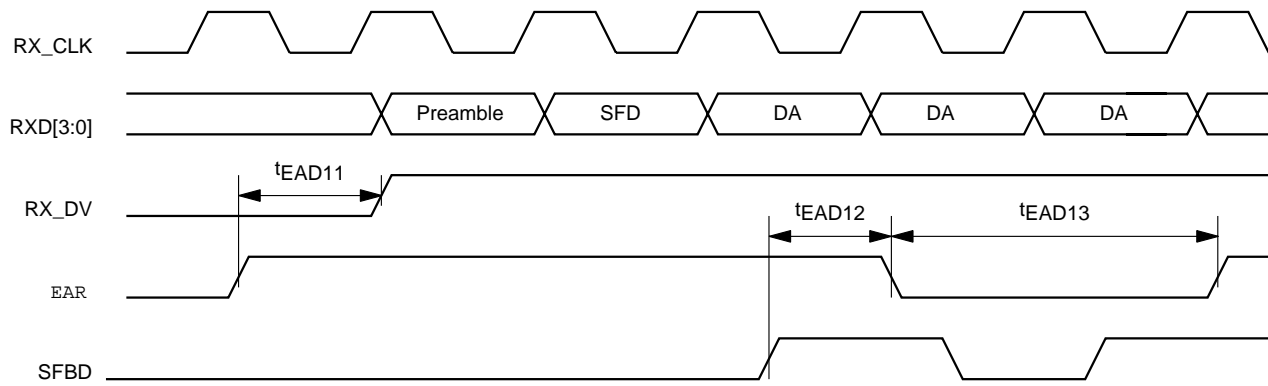 RX_CLK
RXD[3:0]
Preamble
SFD
DA
DA
DA
tEAD11
RX_DV
tEAD12
tEAD13
EAR
SFBD